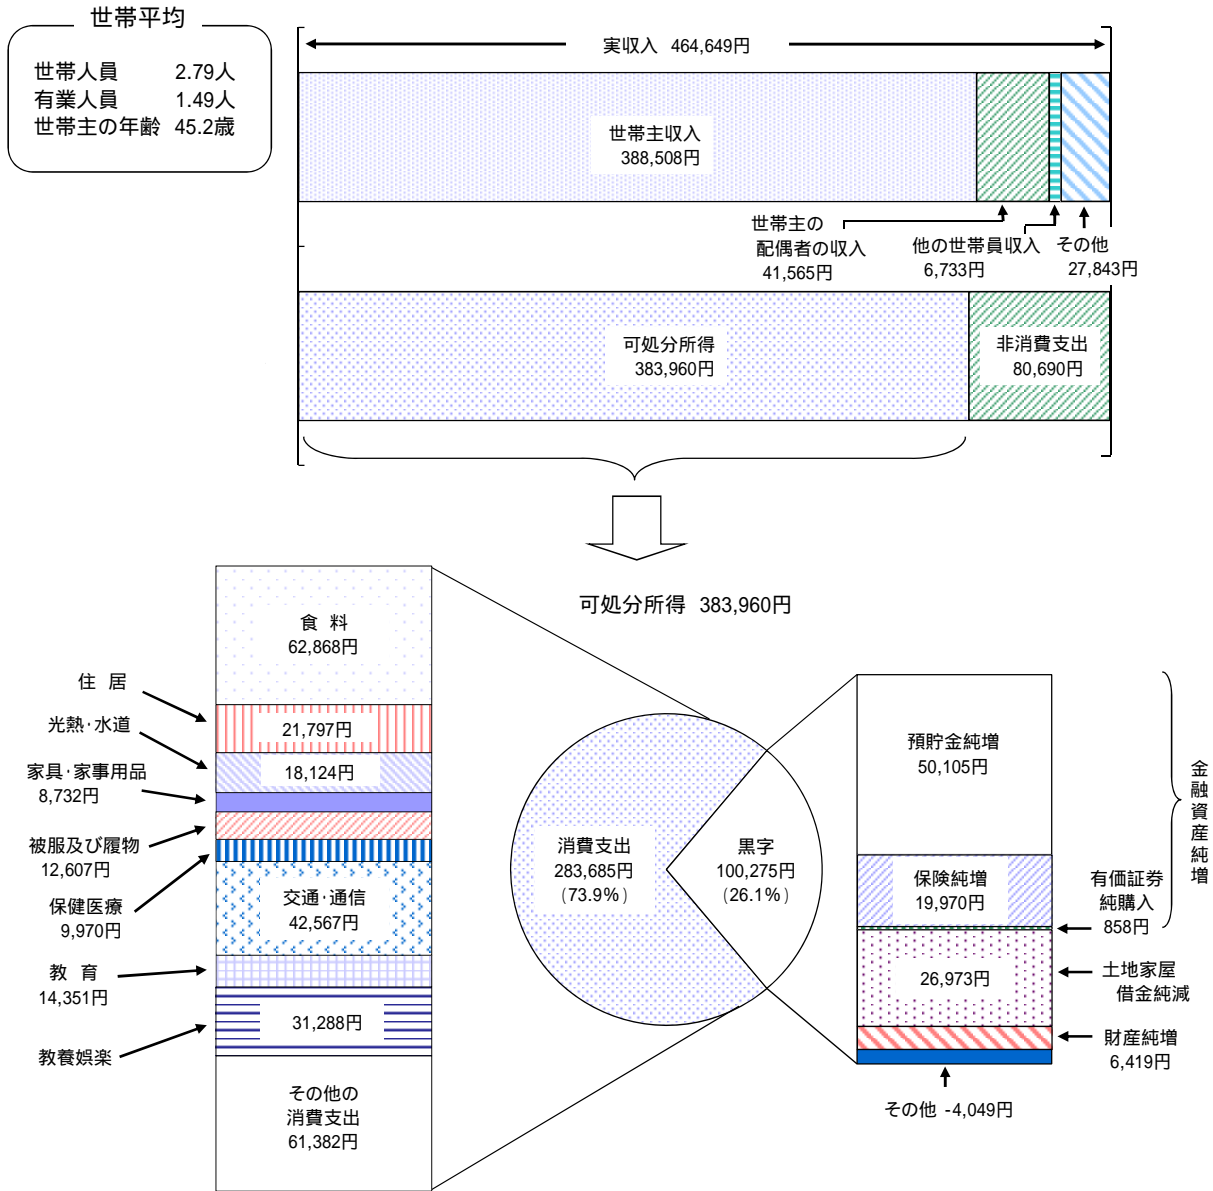 世帯平均
世帯人員 2.79人
有業人員 1.49人
世帯主の年齢 45.2歳
実収入 464,649円
世帯主収入
388,508円
世帯主の
配偶者の収入
41,565円
他の世帯員収入
6,733円
その他
27,843円
可処分所得
383,960円
非消費支出
80,690円
可処分所得 383,960円
食 料
62,868円
住 居
21,797円
光熱・水道
18,124円
家具・家事用品
8,732円
被服及び履物
12,607円
保健医療
9,970円
交通・通信
42,567円
教 育
14,351円
31,288円
教養娯楽
その他の
消費支出
61,382円
消費支出
283,685円
(73.9%)
黒字
100,275円
(26.1%)
預貯金純増
50,105円
保険純増
19,970円
金融資産純増
有価証券
純購入
858円
26,973円
土地家屋
借金純減
財産純増
6,419円
その他 -4,049円